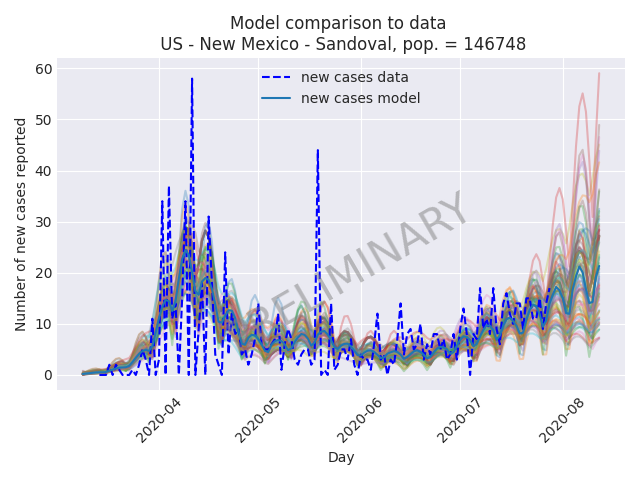 Model comparison to data
US - New Mexico - Sandoval, pop. = 146748
new cases data
new cases model
PRELIMINARY
Number of new cases reported
60
50
40
30
20
10
0
2020-04
2020-05
2020-06
2020-07
2020-08
Day